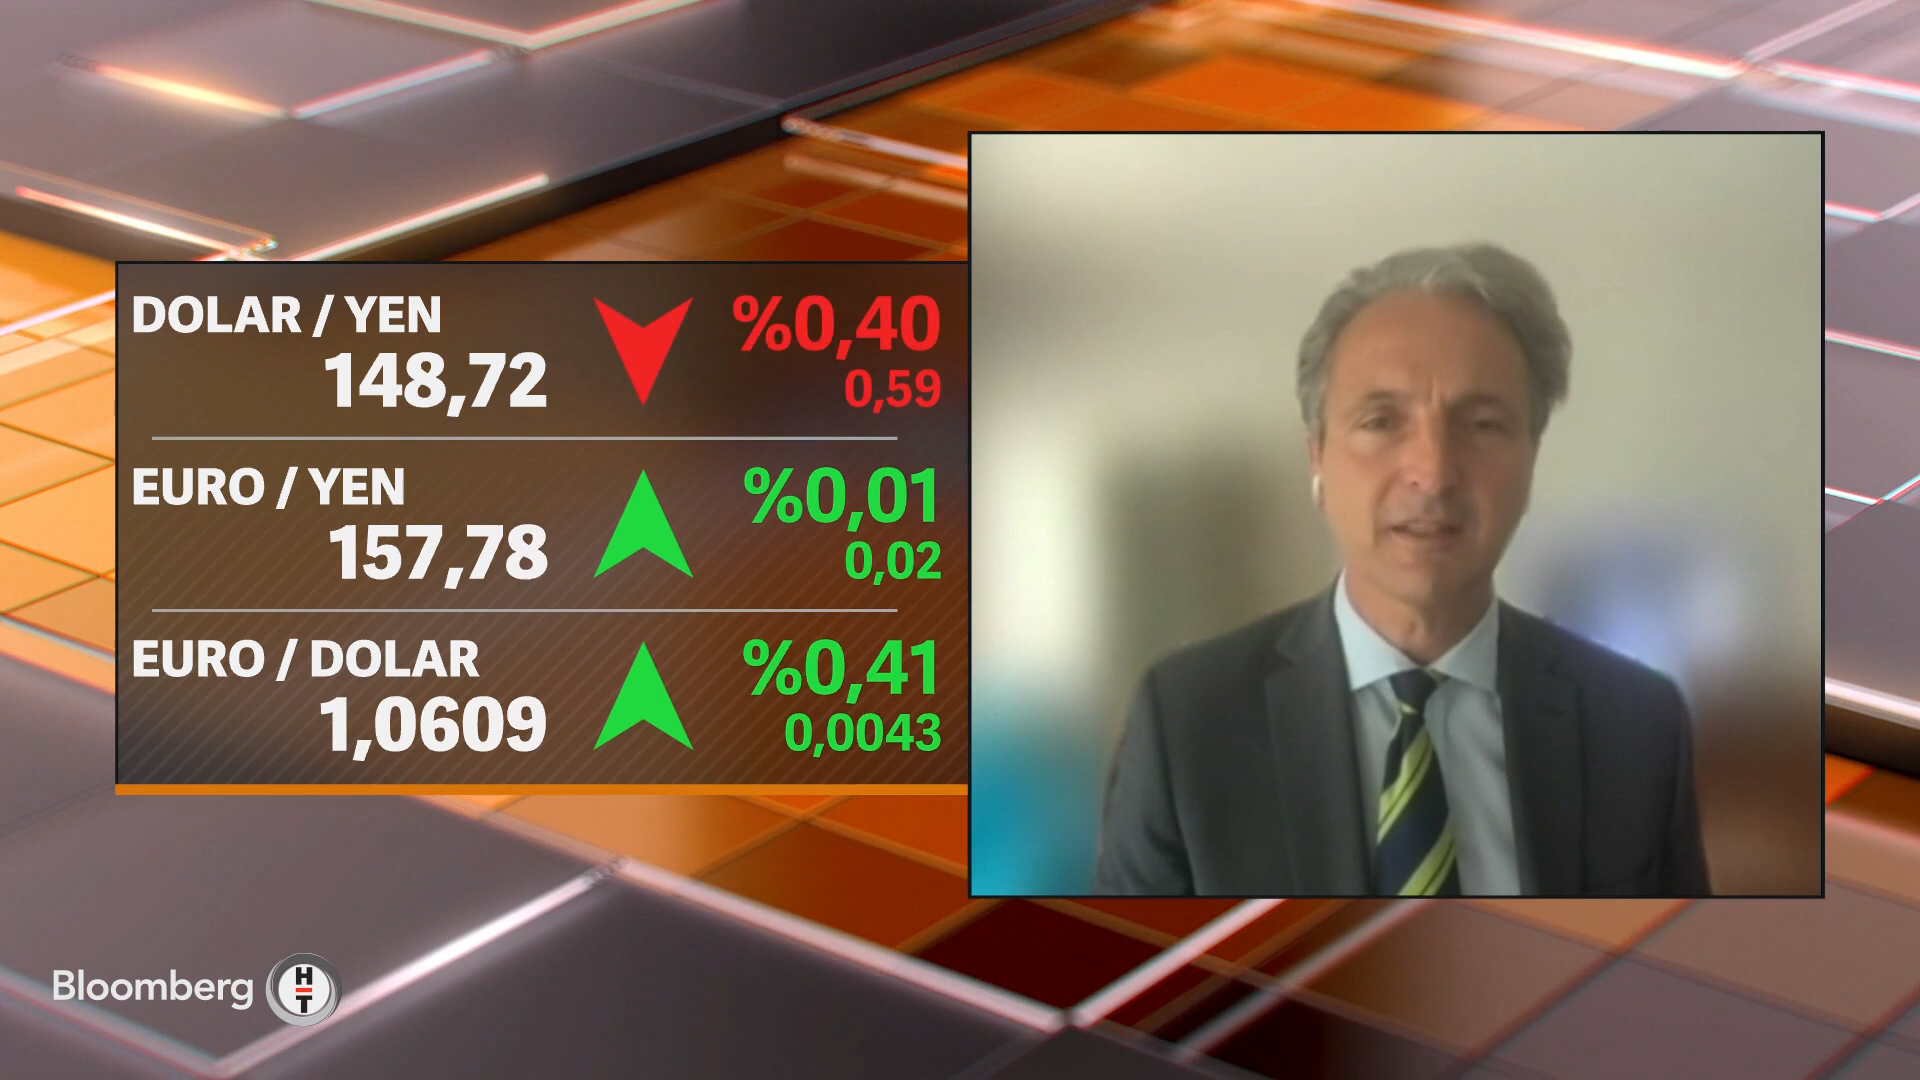 DOLAR / YEN
148,72
%0,40
0,59
EURO / YEN
157,78
%0,01
0,02
EURO / DOLAR
1,0609
%0,41
0,0043
Bloomberg HT